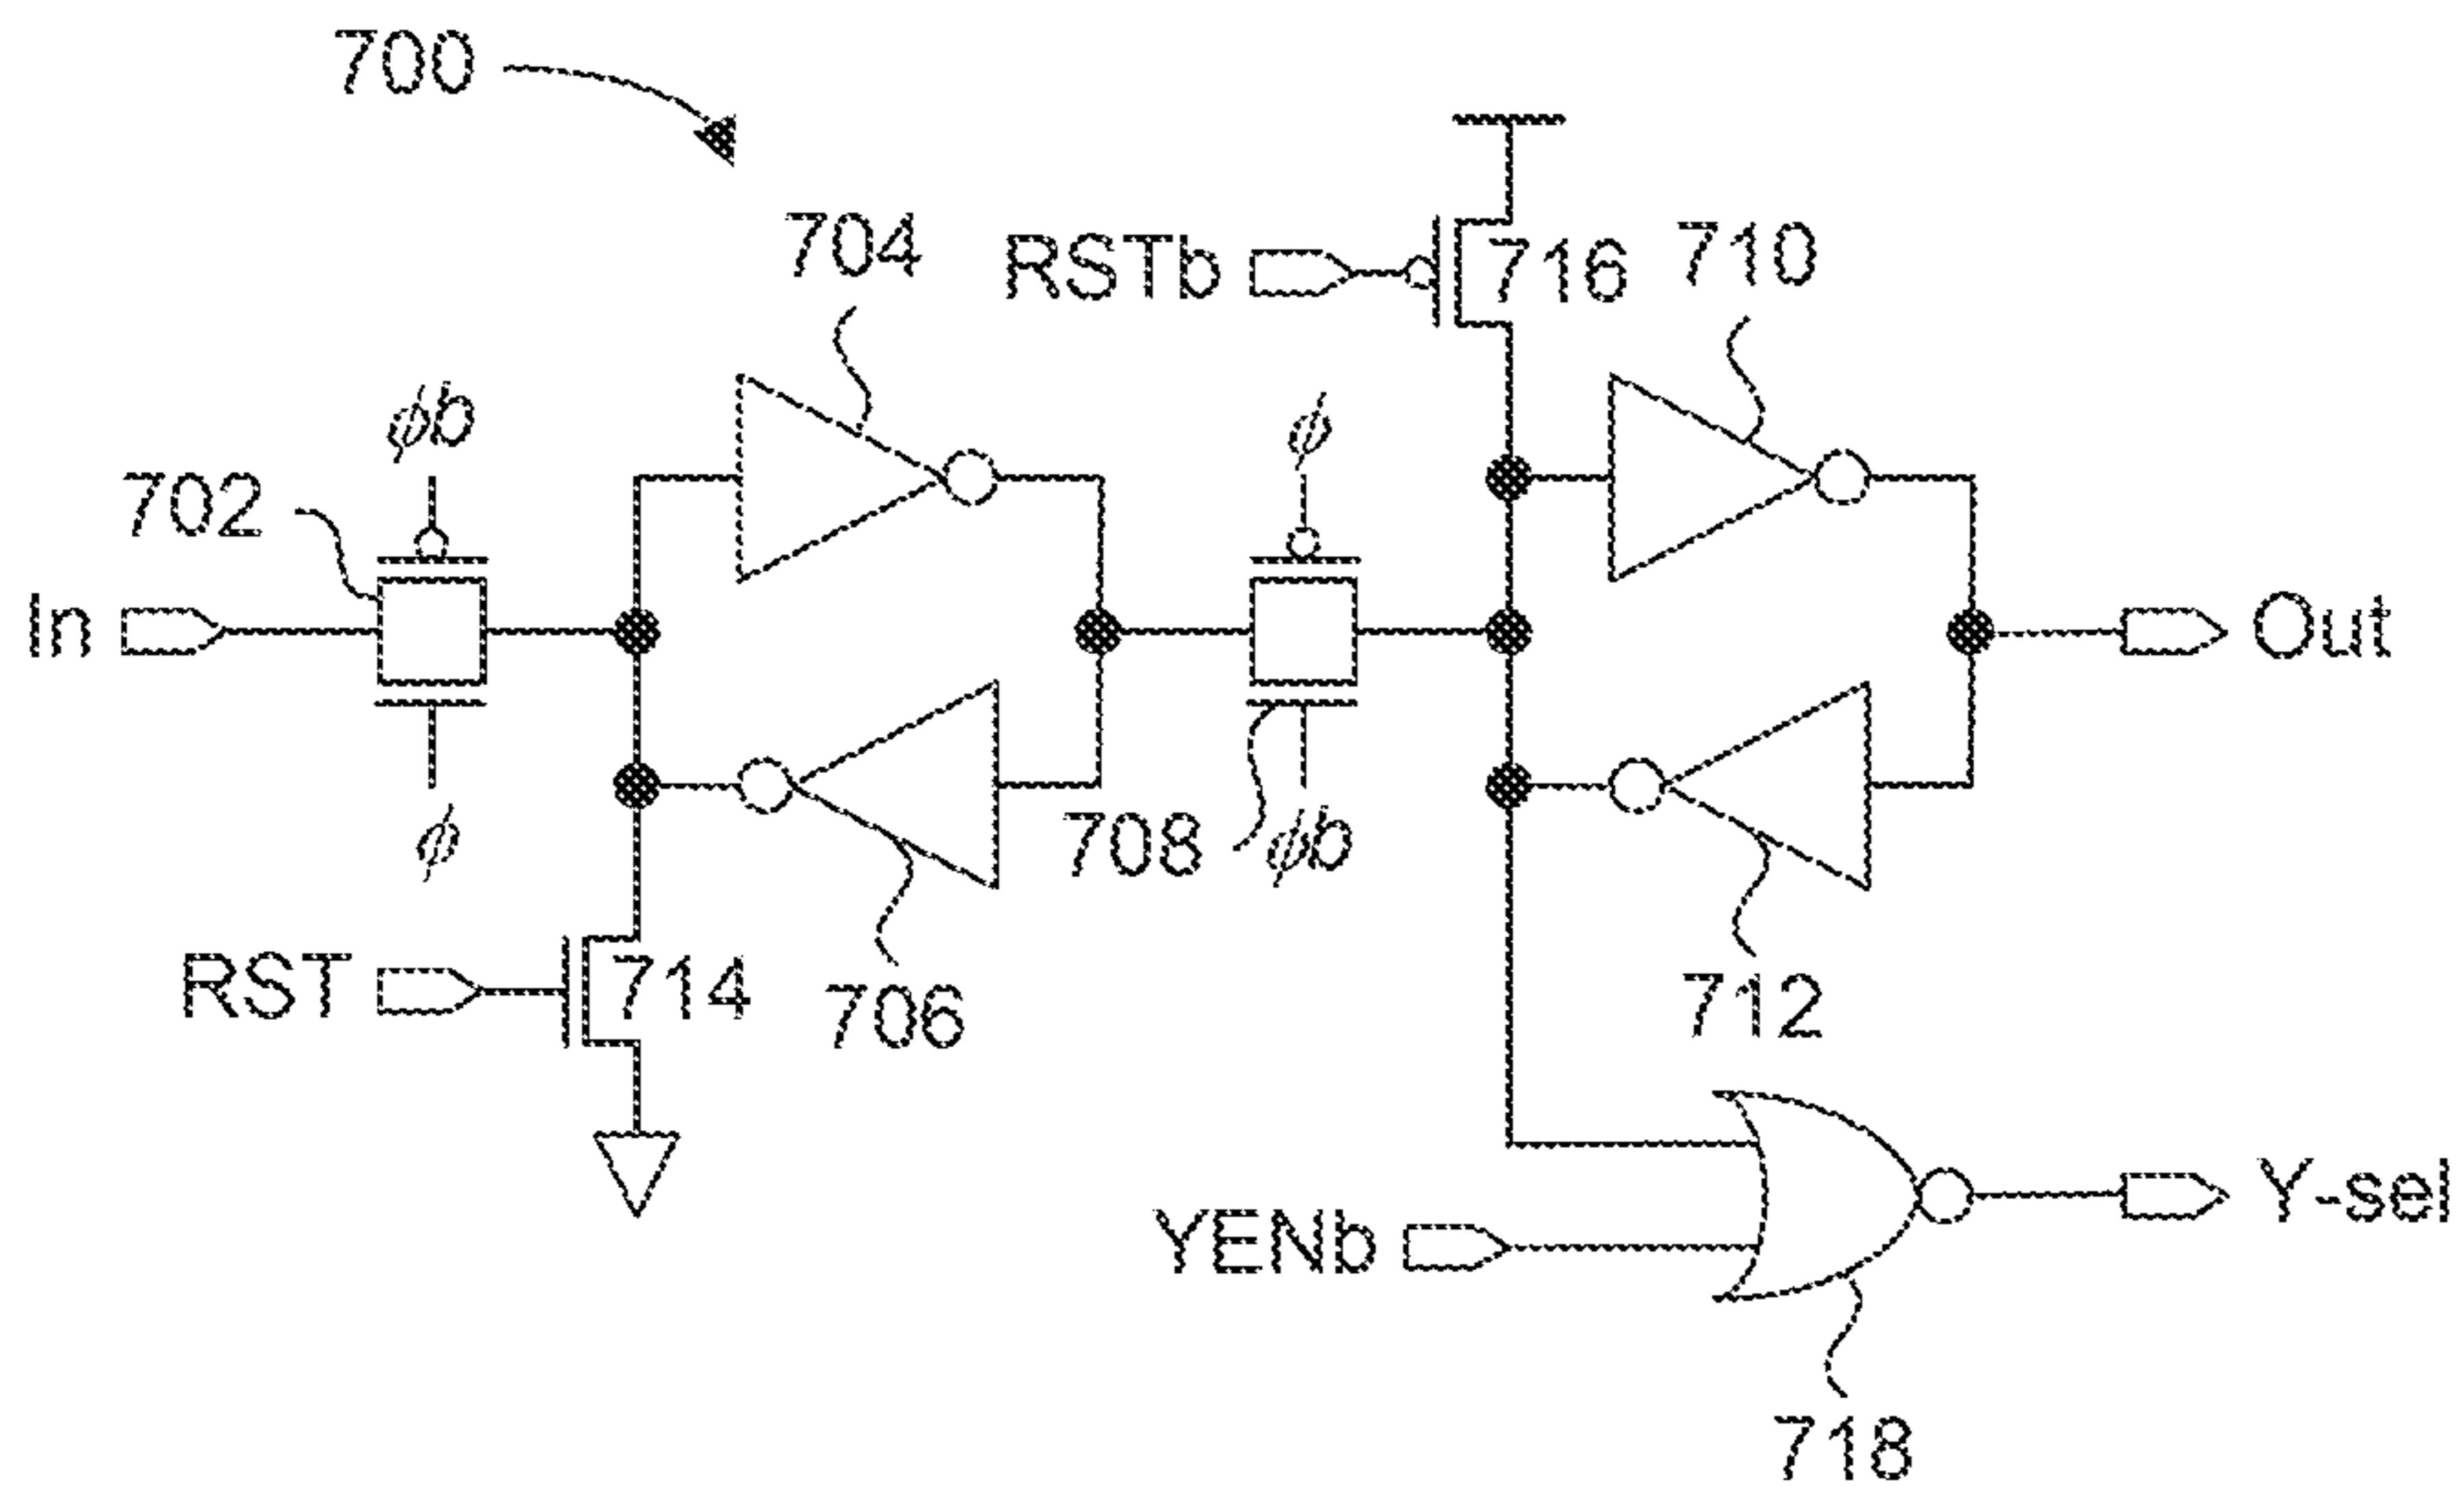 700
704
RSTb
716
710
ϕb
ϕ
702
In
Out
ϕ
708
ϕb
RST
714
706
712
YENb
Y-sel
718